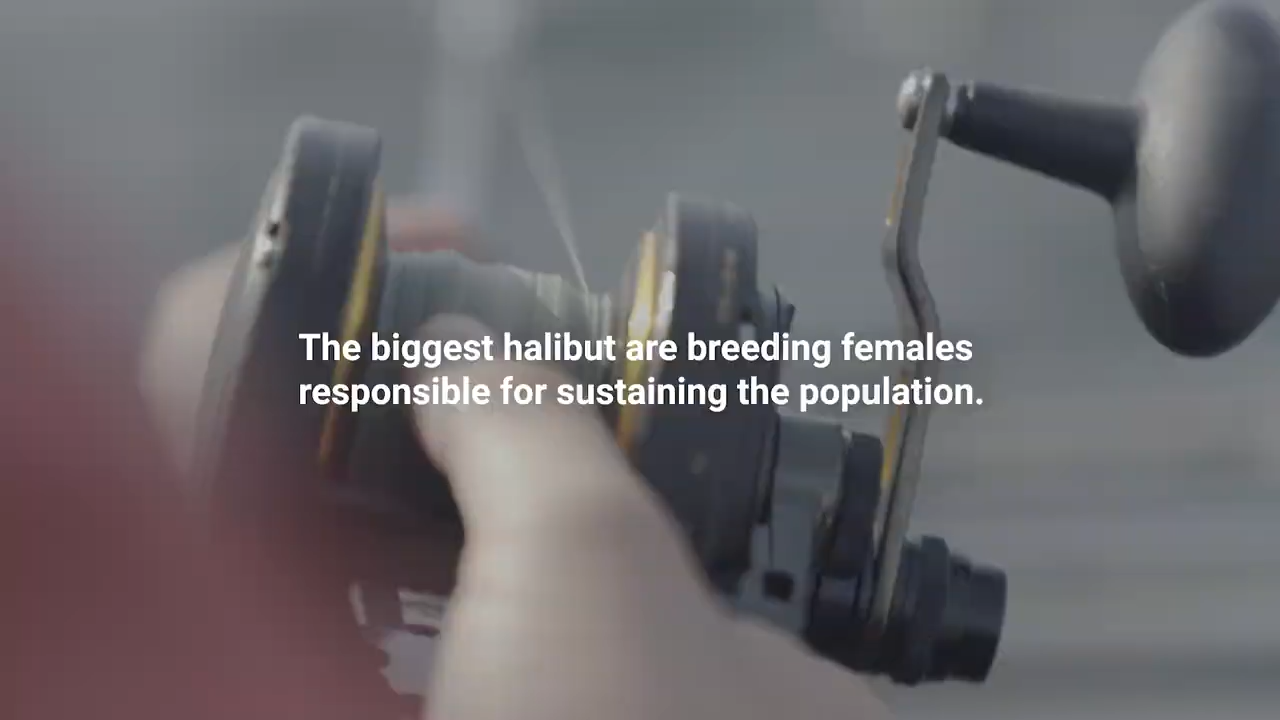 The biggest halibut are breeding females
responsible for sustaining the population.